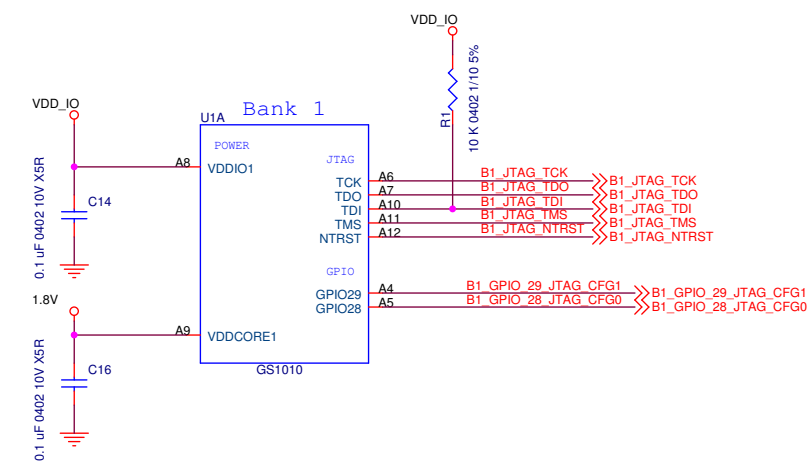 VDD_IO
R1
10 K 0402 1/10 5%
VDD_IO
Bank 1
U1A
POWER
A8
VDDIO1
JTAG
TCK
A6
B1_JTAG_TCK
B1_JTAG_TCK
TDO
A7
B1_JTAG_TDO
B1_JTAG_TDO
TDI
A10
B1_JTAG_TDI
B1_JTAG_TDI
TMS
A11
B1_JTAG_TMS
B1_JTAG_TMS
NTRST
A12
B1_JTAG_NTRST
B1_JTAG_NTRST
C14
0.1 uF 0402 10V X5R
GPIO
GPIO29
A4
B1_GPIO_29_JTAG_CFG1
B1_GPIO_29_JTAG_CFG1
GPIO28
A5
B1_GPIO_28_JTAG_CFG0
B1_GPIO_28_JTAG_CFG0
1.8V
A9
VDDCORE1
GS1010
C16
0.1 uF 0402 10V X5R